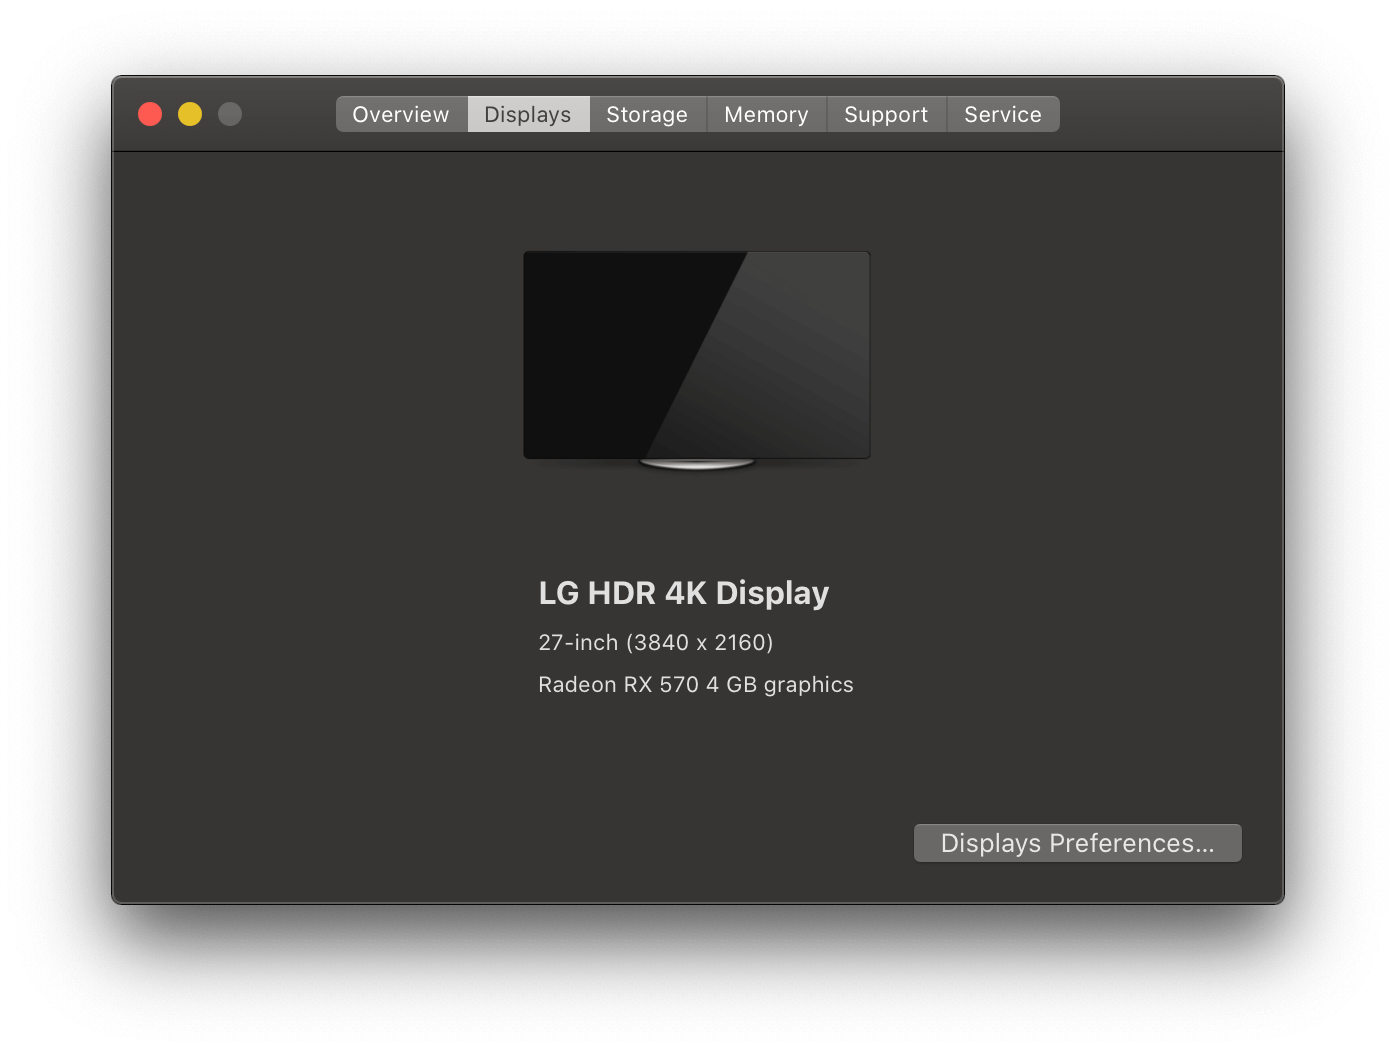 Overview Displays Storage Memory Support Service
LG HDR 4K Display
27-inch (3840 x 2160)
Radeon RX 570 4 GB graphics
Displays Preferences...